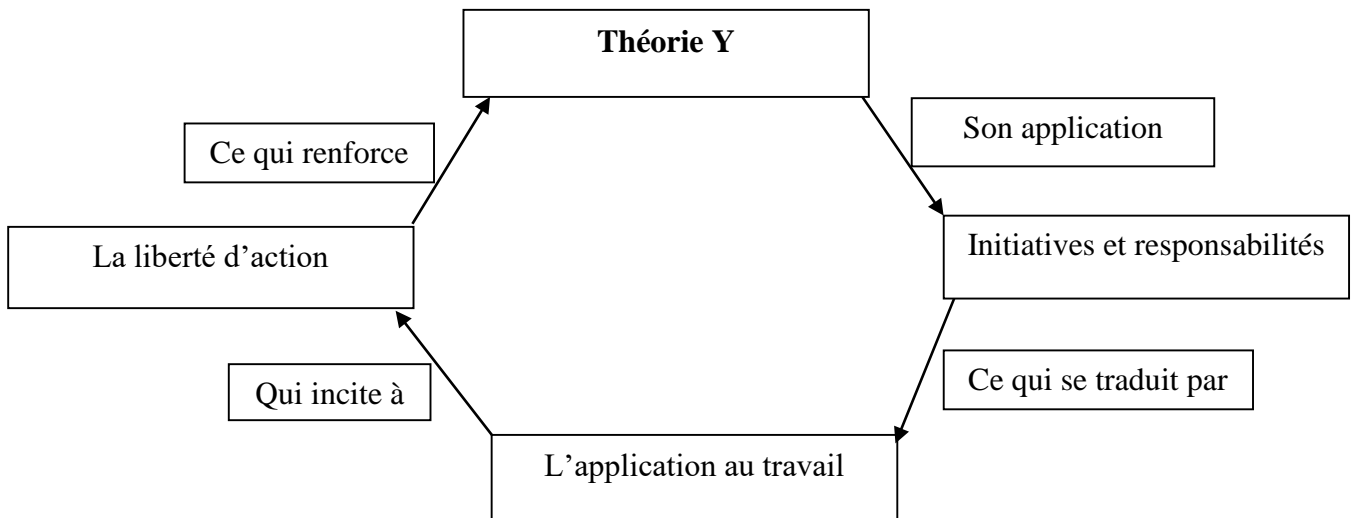 Théorie Y
Son application
Ce qui renforce
Initiatives et responsabilités
La liberté d’action
Ce qui se traduit par
Qui incite à
L’application au travail